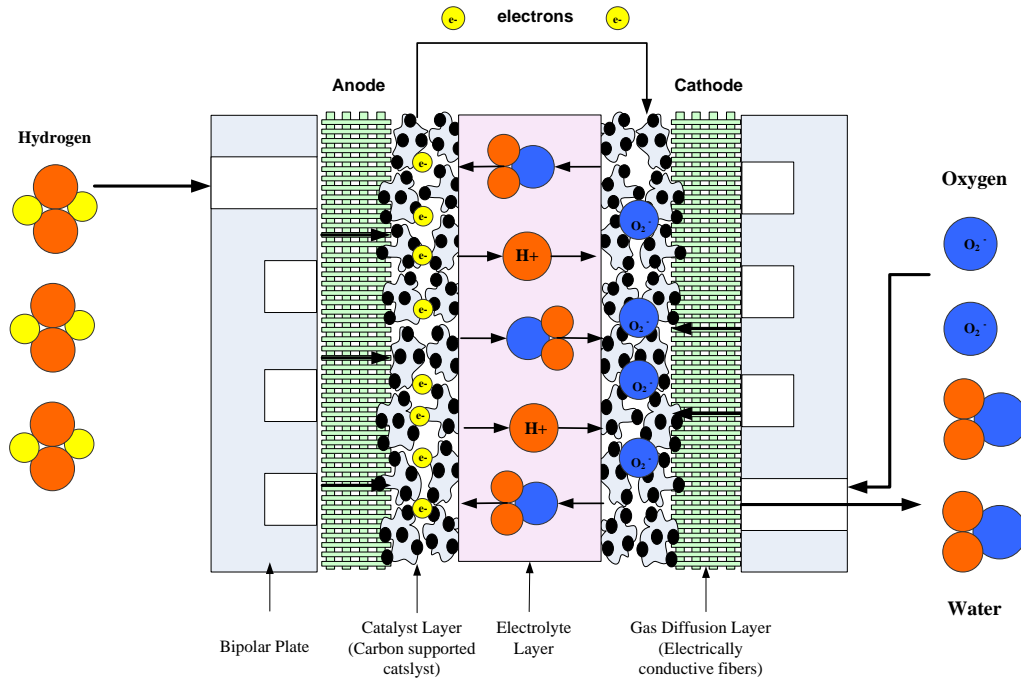 e- electrons e-
Anode Cathode
Hydrogen
Oxygen
e-
e-
O₂⁻
O₂⁻
e-
H+
e-
O₂⁻
O₂⁻
e-
O₂⁻
e-
H+
e-
O₂⁻
e-
Water
Bipolar Plate
Catalyst Layer
(Carbon supported
catslyst)
Electrolyte
Layer
Gas Diffusion Layer
(Electrically
conductive fibers)